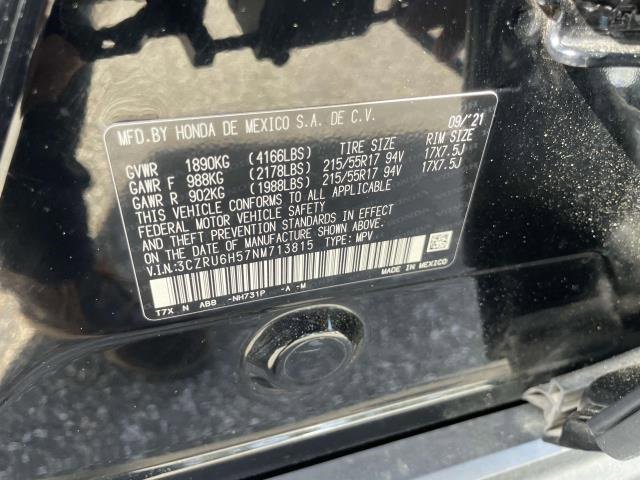 MFD.BY HONDA DE MEXICO S.A. DE C.V. 09/'21
GVWR 1890KG (4166LBS) TIRE SIZE RIM SIZE
GAWR F 988KG (2178LBS) 215/55R17 94V 17X7.5J
GAWR R 902KG (1988LBS) 215/55R17 94V 17X7.5J
THIS VEHICLE CONFORMS TO ALL APPLICABLE
FEDERAL MOTOR VEHICLE SAFETY
AND THEFT PREVENTION STANDARDS IN EFFECT
ON THE DATE OF MANUFACTURE SHOWN ABOVE.
V.I.N.:3CZRU6H57NM713815 TYPE: MPV
MADE IN MEXICO
T7X N ABB -NH731P -A -M